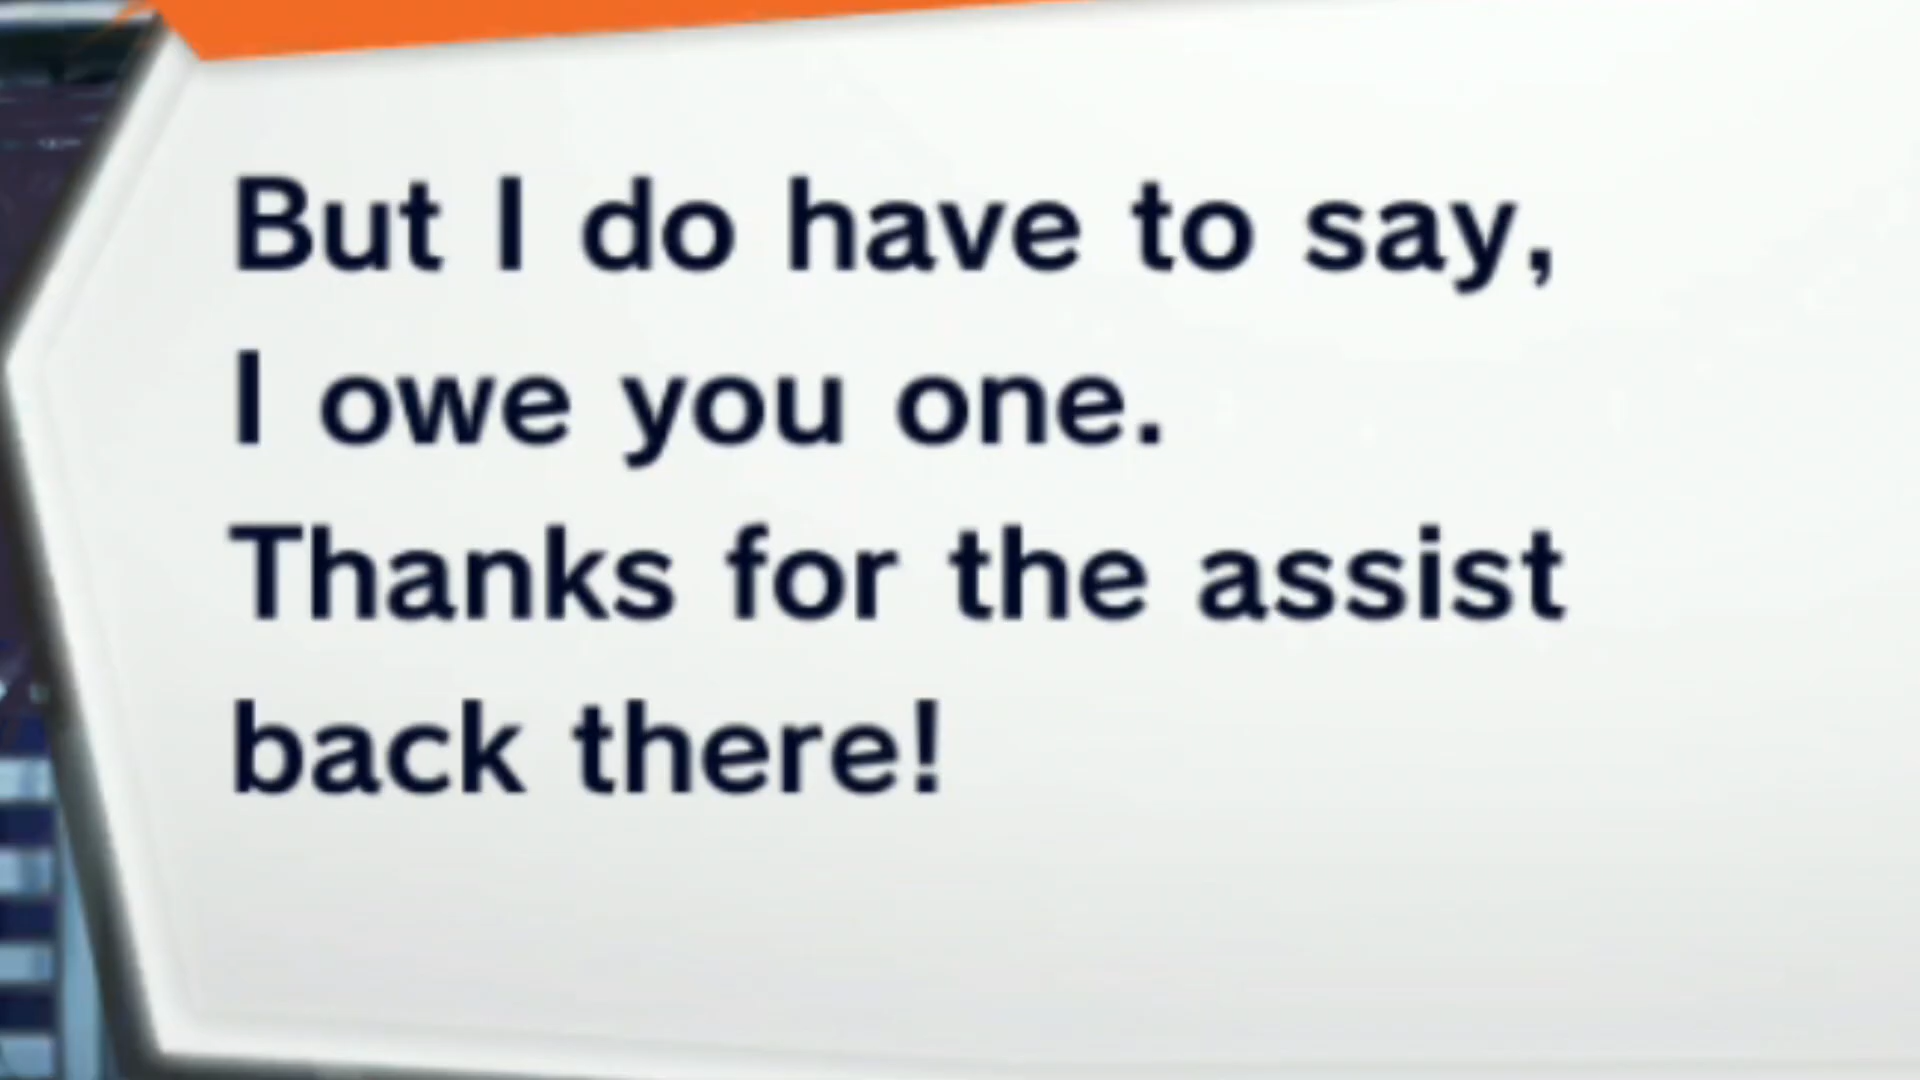 But I do have to say,
I owe you one.
Thanks for the assist
back there!